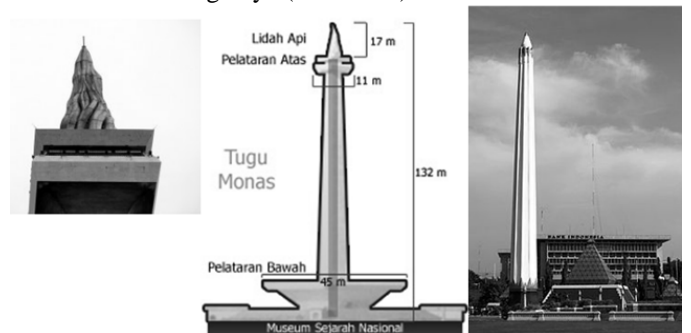 Lidah Api
17 m
Pelataran Atas
11 m
Tugu
Monas
132 m
Pelataran Bawah
45 m
Museum Sejarah Nasional
BANK INDONESIA